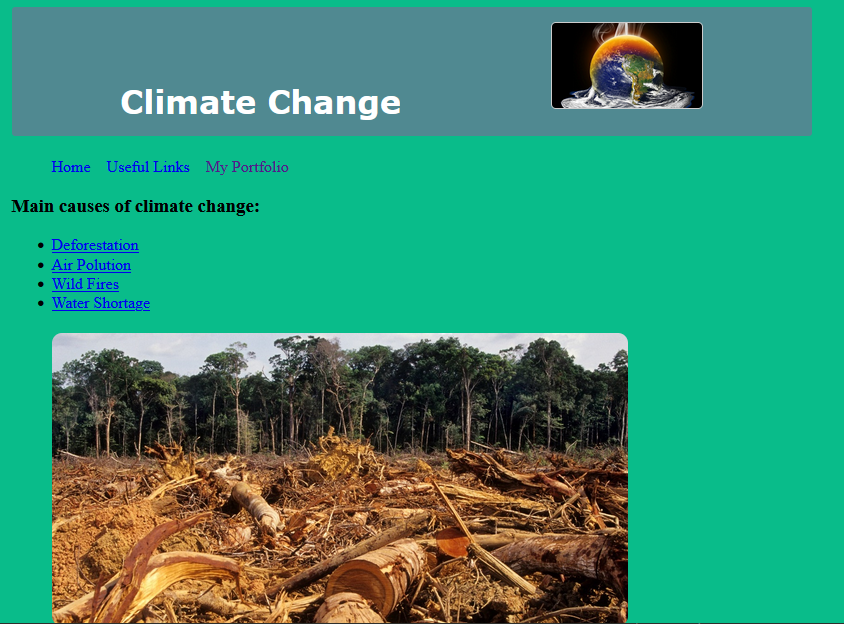 Climate Change
Home Useful Links My Portfolio
Main causes of climate change:
Deforestation
Air Polution
Wild Fires
Water Shortage